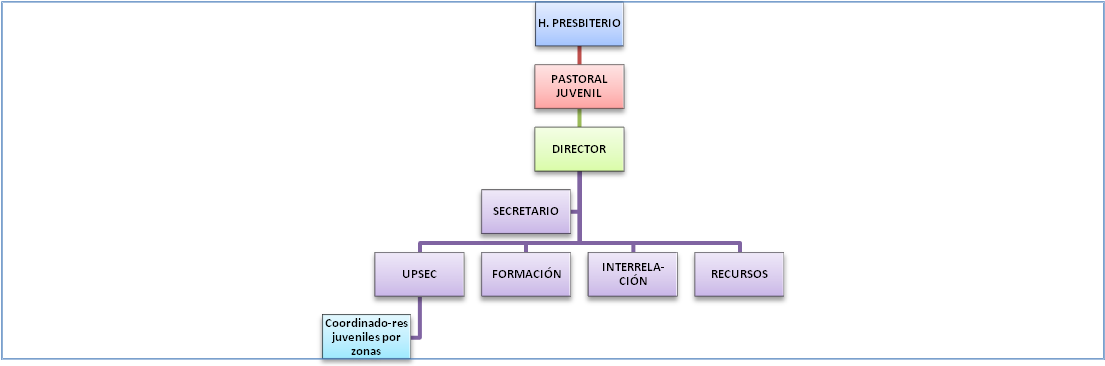 H. PRESBITERIO
PASTORAL
JUVENIL
DIRECTOR
SECRETARIO
UPSEC
FORMACIÓN
INTERRELA-
CIÓN
RECURSOS
Coordinado-res
juveniles por
zonas